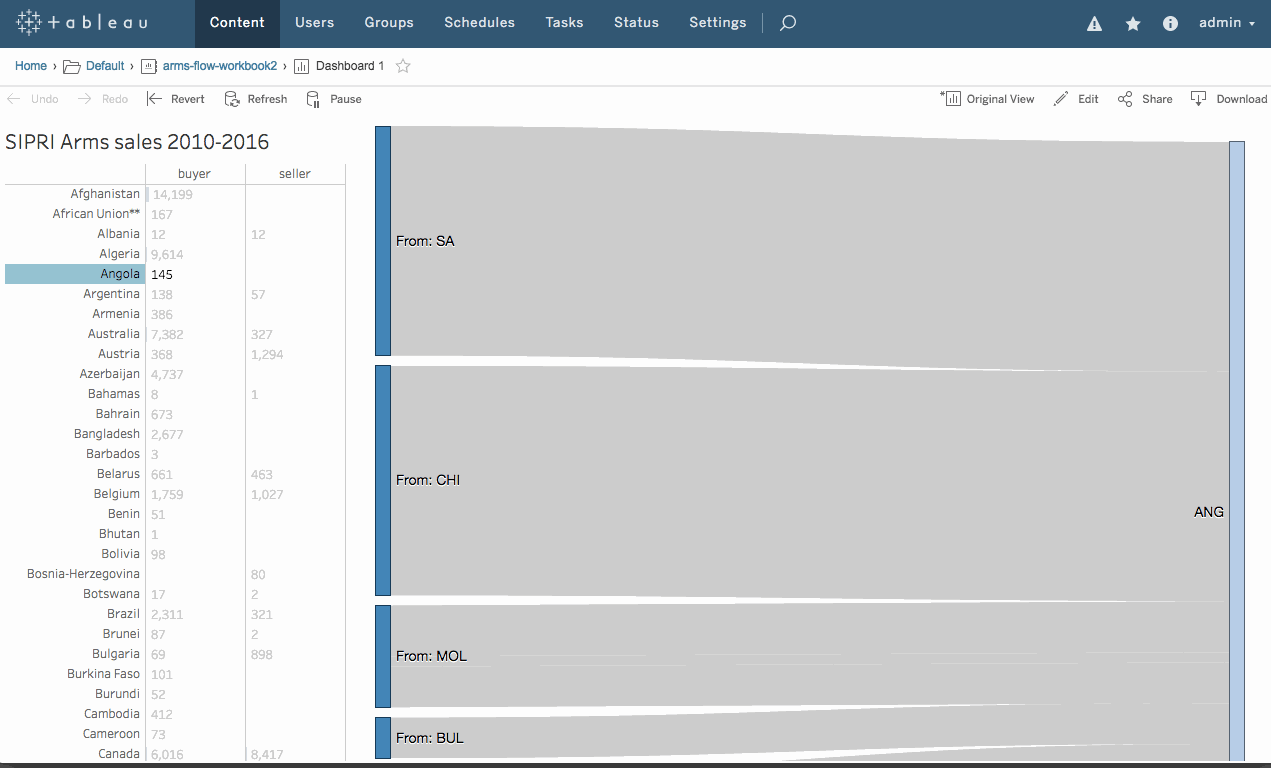 + a b l e a u Content Users Groups Schedules Tasks Status Settings admin
Home › Default › arms-flow-workbook2 › Dashboard 1
Undo Redo Revert Refresh Pause Original View Edit Share Download
SIPRI Arms sales 2010-2016
buyer seller
Afghanistan 14,199
African Union** 167
Albania 12 12
Algeria 9,614
Angola 145
Argentina 138 57
Armenia 386
Australia 7,382 327
Austria 368 1,294
Azerbaijan 4,737
Bahamas 8 1
Bahrain 673
Bangladesh 2,677
Barbados 3
Belarus 661 463
Belgium 1,759 1,027
Benin 51
Bhutan 1
Bolivia 98
Bosnia-Herzegovina 80
Botswana 17 2
Brazil 2,311 321
Brunei 87 2
Bulgaria 69 898
Burkina Faso 101
Burundi 52
Cambodia 412
Cameroon 73
Canada 6,016 8,417
From: SA
From: CHI
ANG
From: MOL
From: BUL